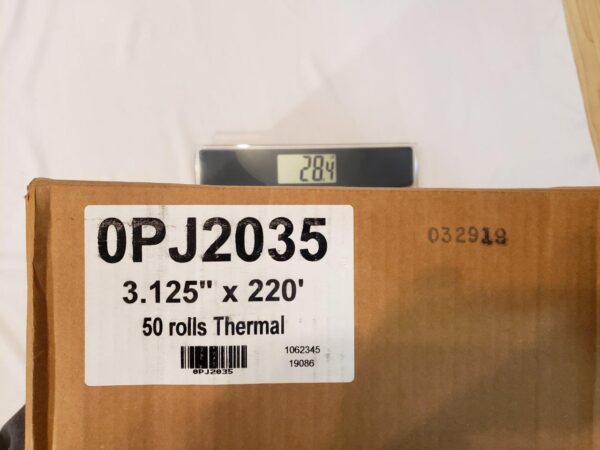 28.4
0PJ2035
032919
3.125" x 220'
50 rolls Thermal
1062345
19086
0PJ2035